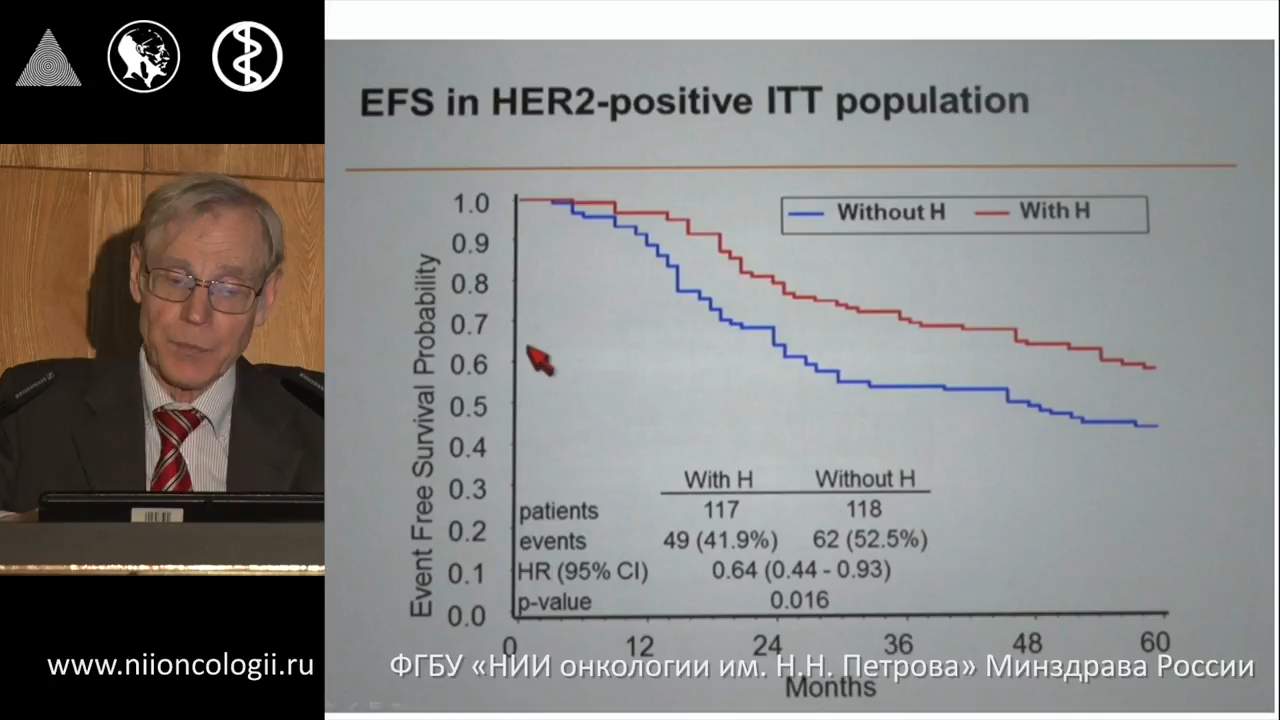 EFS in HER2-positive ITT population
Without H With H
Event Free Survival Probability
1.0
0.9
0.8
0.7
0.6
0.5
0.4
0.3
0.2
0.1
0.0
With H Without H
patients 117 118
events 49 (41.9%) 62 (52.5%)
HR (95% CI) 0.64 (0.44 - 0.93)
p-value 0.016
0 12 24 36 48 60
Months
www.niioncologii.ru
ФГБУ «НИИ онкологии им. Н.Н. Петрова» Минздрава России